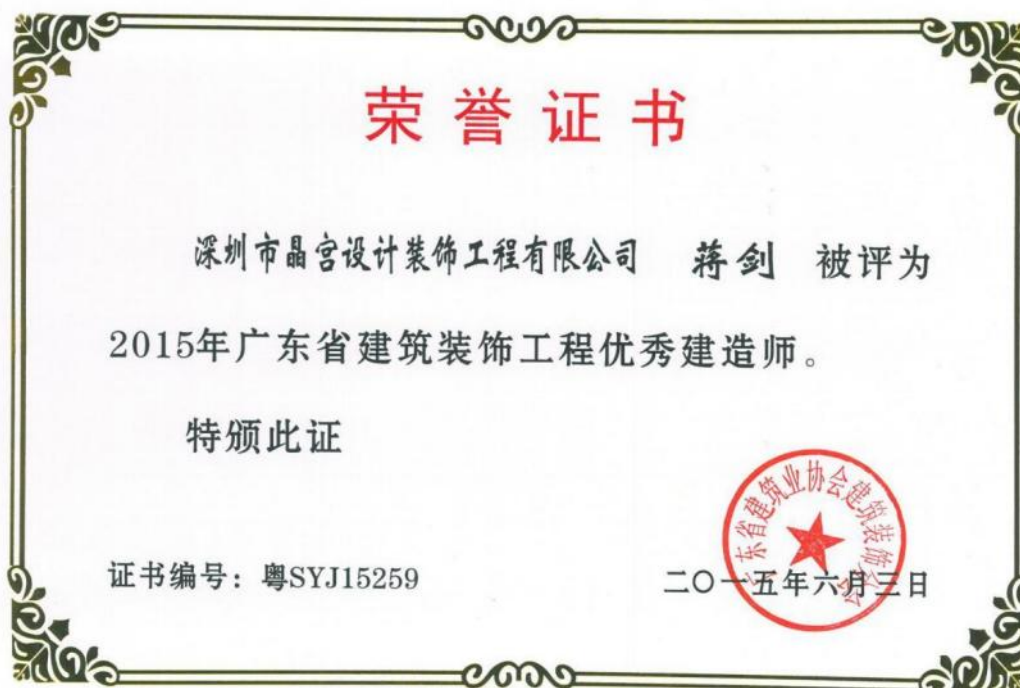 荣誉证书
深圳市晶宫设计装饰工程有限公司 蒋剑 被评为
2015年广东省建筑装饰工程优秀建造师。
特颁此证
广东省建筑业协会建筑装饰分会
证书编号：粤SYJ15259
二〇一五年六月三日